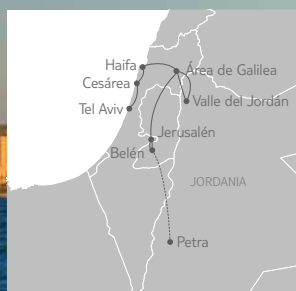 Haifa
Área de Galilea
Cesárea
Valle del Jordán
Tel Aviv
Jerusalén
Belén
JORDANIA
Petra